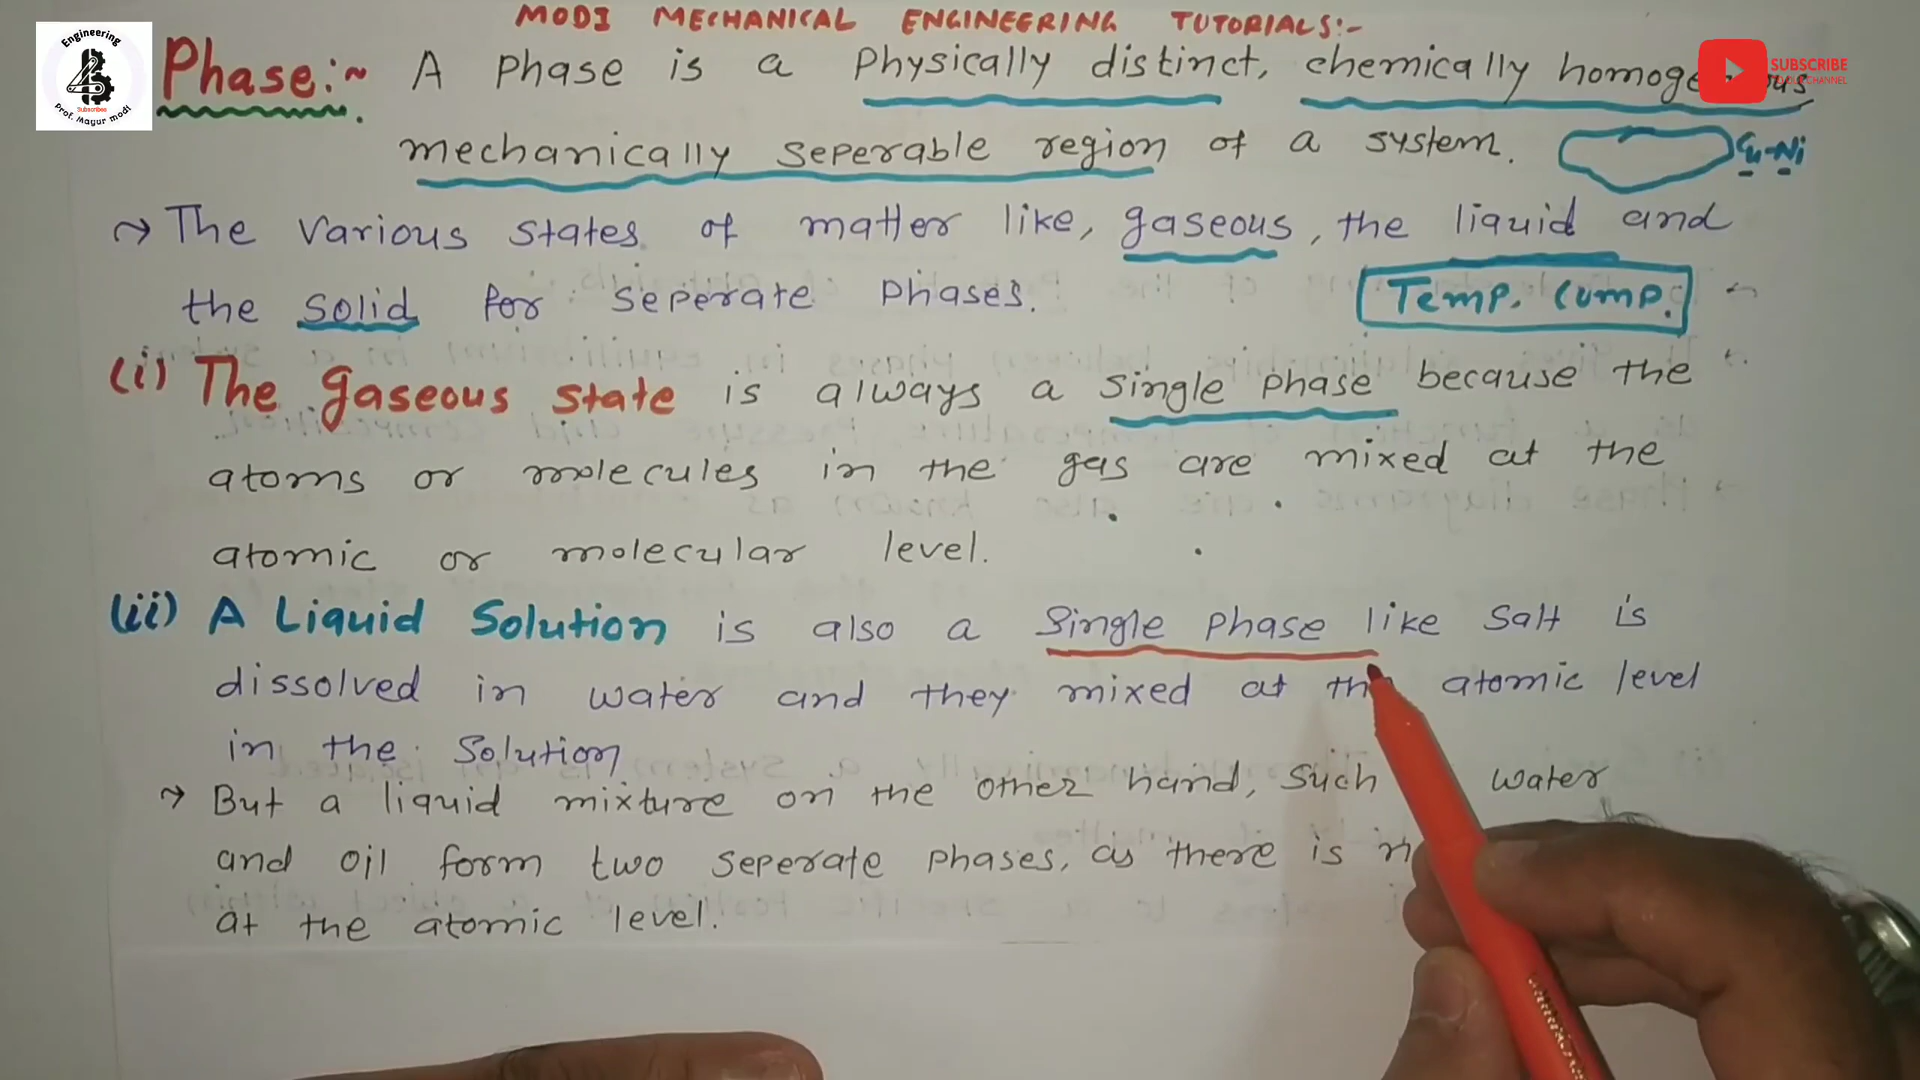 MODI MECHANICAL ENGINEERING TUTORIALS:-
Engineering
Subscribe
Prof. Mayur modi
Phase:~ A phase is a physically distinct, chemically
SUBSCRIBE
TO OUR CHANNEL
mechanically seperable region of a system. Cu-Ni
~> The various states of matter like, gaseous, the liquid and
the solid for seperate phases. Temp. Comp.
(i) The gaseous state is always a single phase because the
atoms or molecules in the gas are mixed at the
atomic or molecular level.
(ii) A Liquid Solution is also a single phase like salt is
dissolved in water and they mixed at the atomic level
in the solution
~> But a liquid mixture on the other hand, such water
and oil form two seperate phases, as there is
at the atomic level.